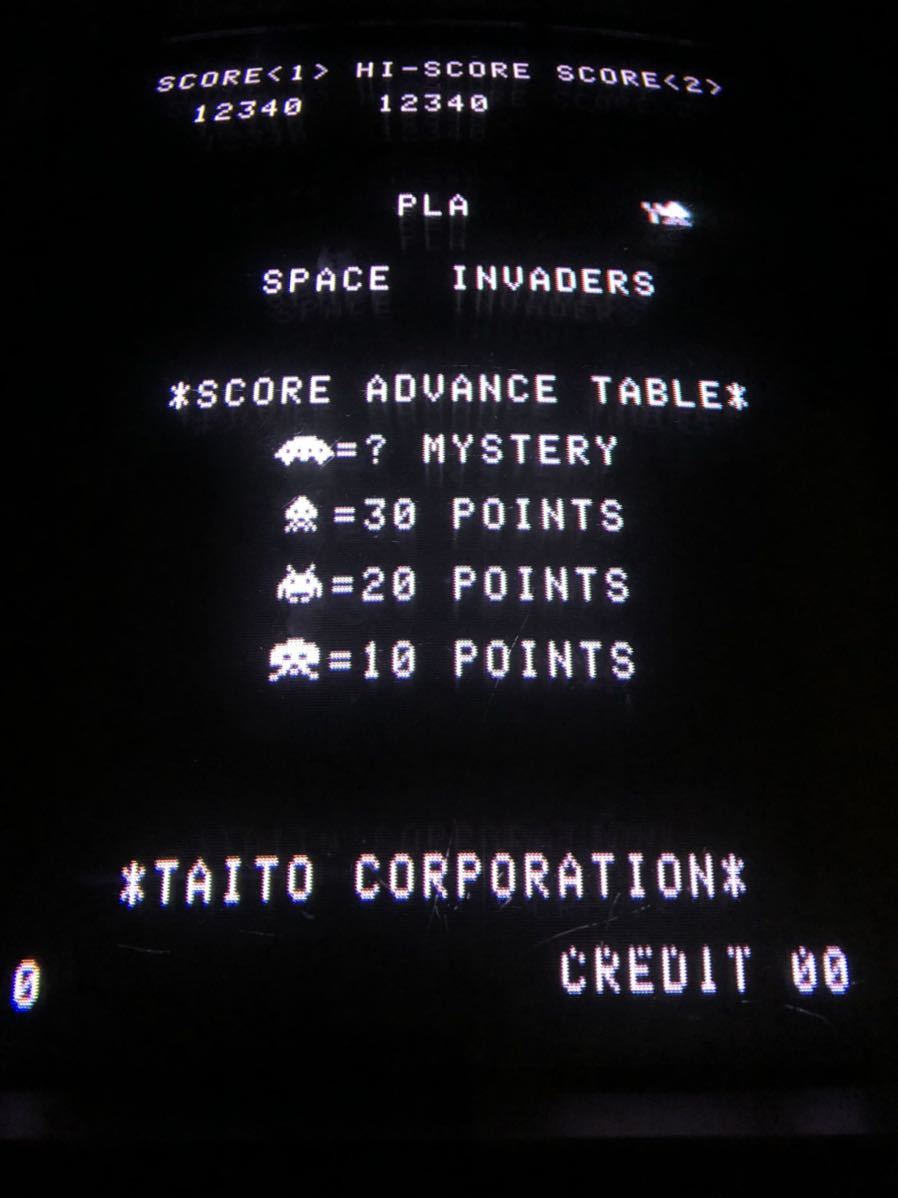 SCORE<1> HI-SCORE SCORE<2>
12340 12340
PLA Y
SPACE INVADERS
*SCORE ADVANCE TABLE*
=? MYSTERY
=30 POINTS
=20 POINTS
=10 POINTS
*TAITO CORPORATION*
0 CREDIT 00